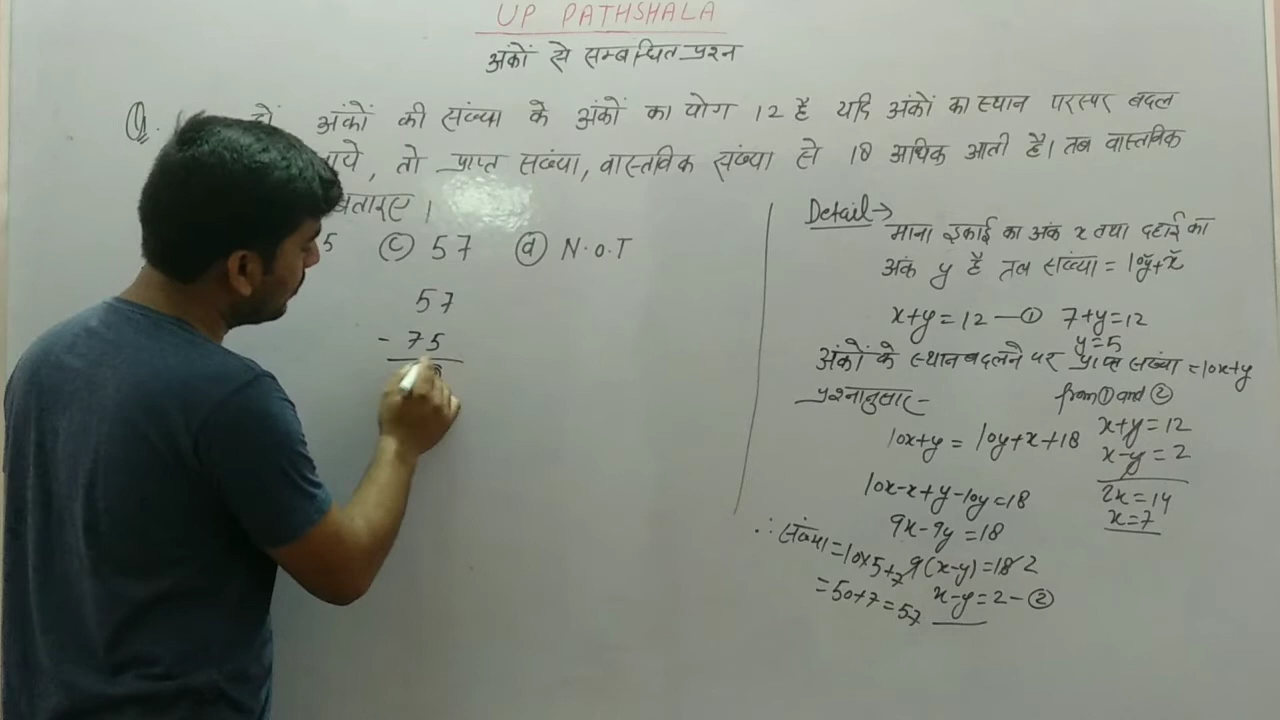 UP PATHSHALA
अंकों से सम्बन्धित प्रश्न
Q. अंकों की संख्या के अंकों का योग 12 है यदि अंकों का स्थान परस्पर बदल
तो प्राप्त संख्या, वास्तविक संख्या से 18 अधिक आती है। तब वास्तविक
बताइए।
5 (C) 57 (d) N.O.T
57
- 75
Detail →
माना इकाई का अंक x तथा दहाई का
अंक y है तब संख्या = 10y+x
x+y=12 —① 7+y=12
y=5
अंकों के स्थान बदलने पर प्राप्त संख्या =10x+y
प्रश्नानुसार - from ① and ②
10x+y = 10y+x+18 x+y=12
x-y=2
10x-x+y-10y=18 2x=14
9x-9y=18 x=7
∴ संख्या=10×5+7 9(x-y)=18 2
=50+7=57 x-y=2-②